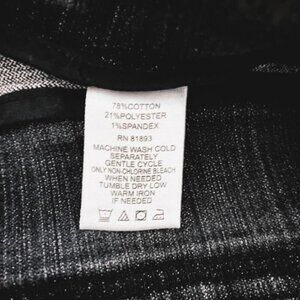 78%COTTON
21%POLYESTER
1%SPANDEX
RN 81893
MACHINE WASH COLD
SEPARATELY
GENTLE CYCLE
ONLY NON-CHLORINE BLEACH
WHEN NEEDED
TUMBLE DRY LOW
WARM IRON
IF NEEDED